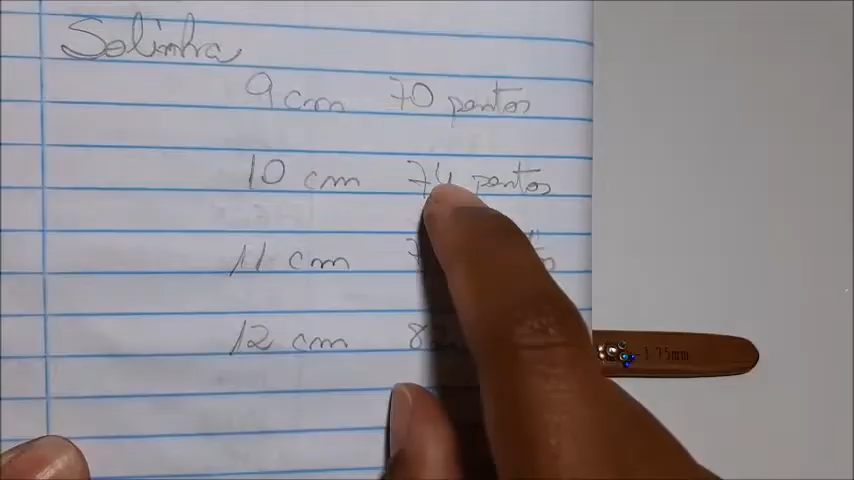 Solinha
9 cm 70 pontos
10 cm 74 pontos
11 cm
12 cm
1.75mm